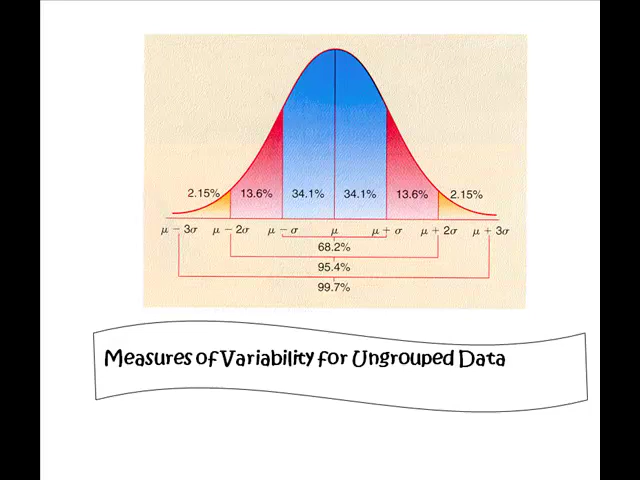 2.15% 13.6% 34.1% 34.1% 13.6% 2.15%
μ − 3σ μ − 2σ μ − σ μ μ + σ μ + 2σ μ + 3σ
68.2%
95.4%
99.7%
Measures of Variability for Ungrouped Data